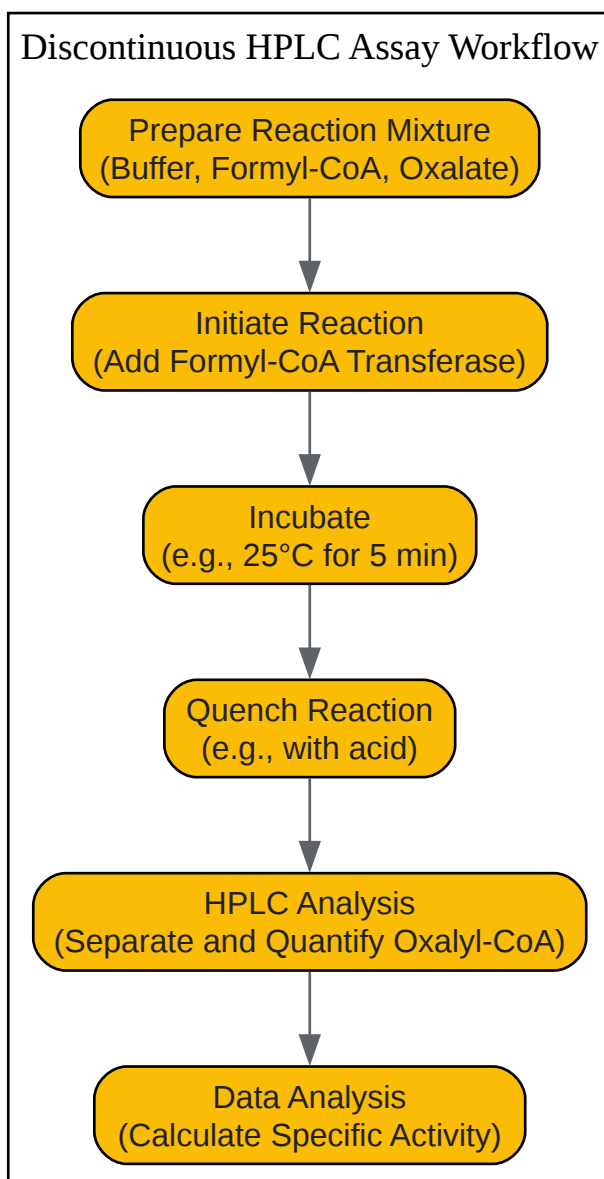 Discontinuous HPLC Assay Workflow
Prepare Reaction Mixture
(Buffer, Formyl-CoA, Oxalate)
Initiate Reaction
(Add Formyl-CoA Transferase)
Incubate
(e.g., 25°C for 5 min)
Quench Reaction
(e.g., with acid)
HPLC Analysis
(Separate and Quantify Oxalyl-CoA)
Data Analysis
(Calculate Specific Activity)